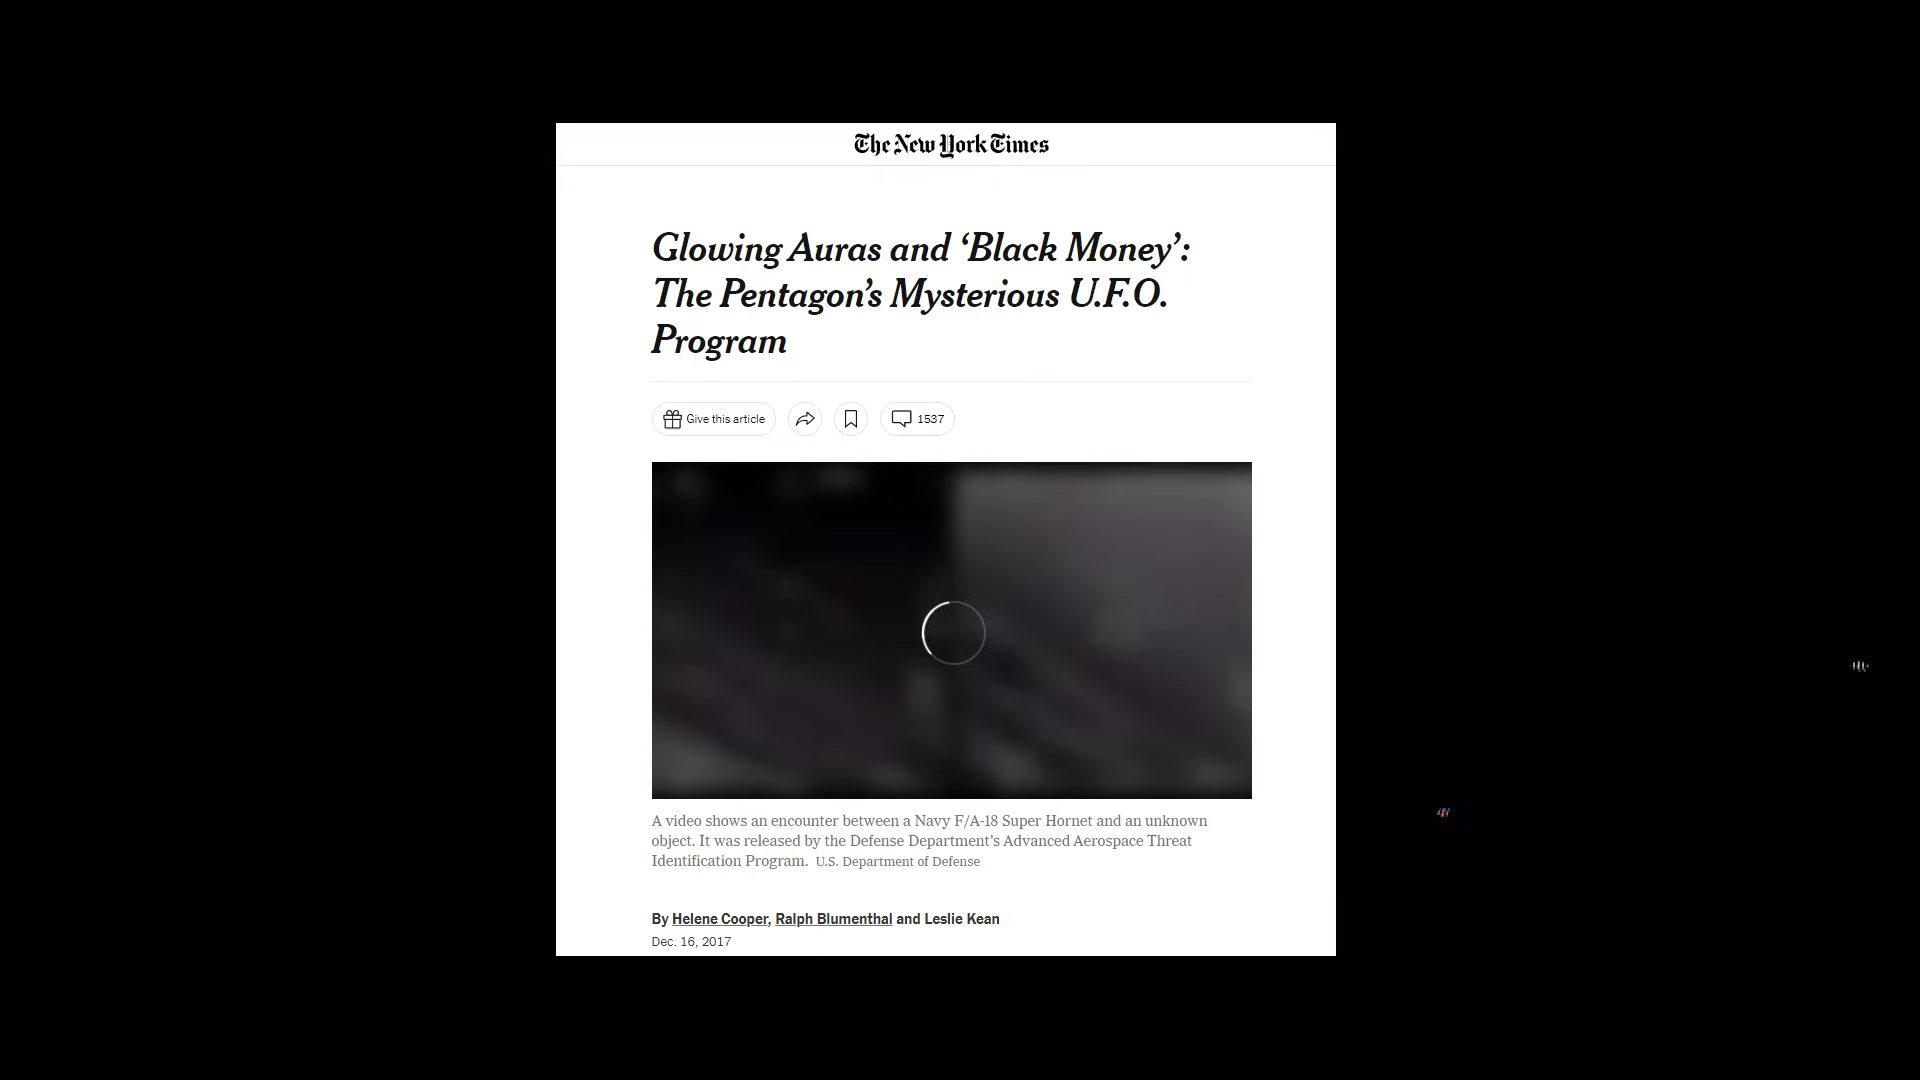 The New York Times
Glowing Auras and ‘Black Money’:
The Pentagon’s Mysterious U.F.O.
Program
Give this article
1537
A video shows an encounter between a Navy F/A-18 Super Hornet and an unknown
object. It was released by the Defense Department's Advanced Aerospace Threat
Identification Program. U.S. Department of Defense
By Helene Cooper, Ralph Blumenthal and Leslie Kean
Dec. 16, 2017